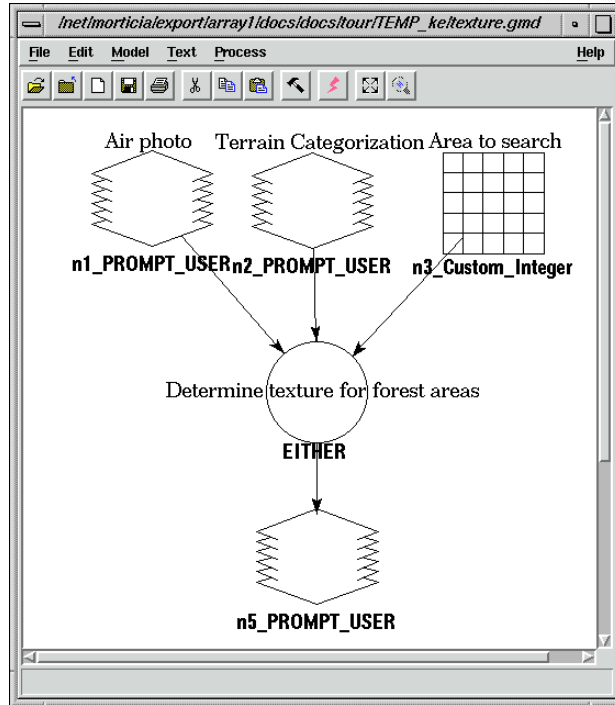 /net/morticia/export/array1/docs/docs/tour/TEMP_ke/texture.gmd
File Edit Model Text Process Help
Air photo Terrain Categorization Area to search
n1_PROMPT_USER n2_PROMPT_USER n3_Custom_Integer
Determine texture for forest areas
EITHER
n5_PROMPT_USER